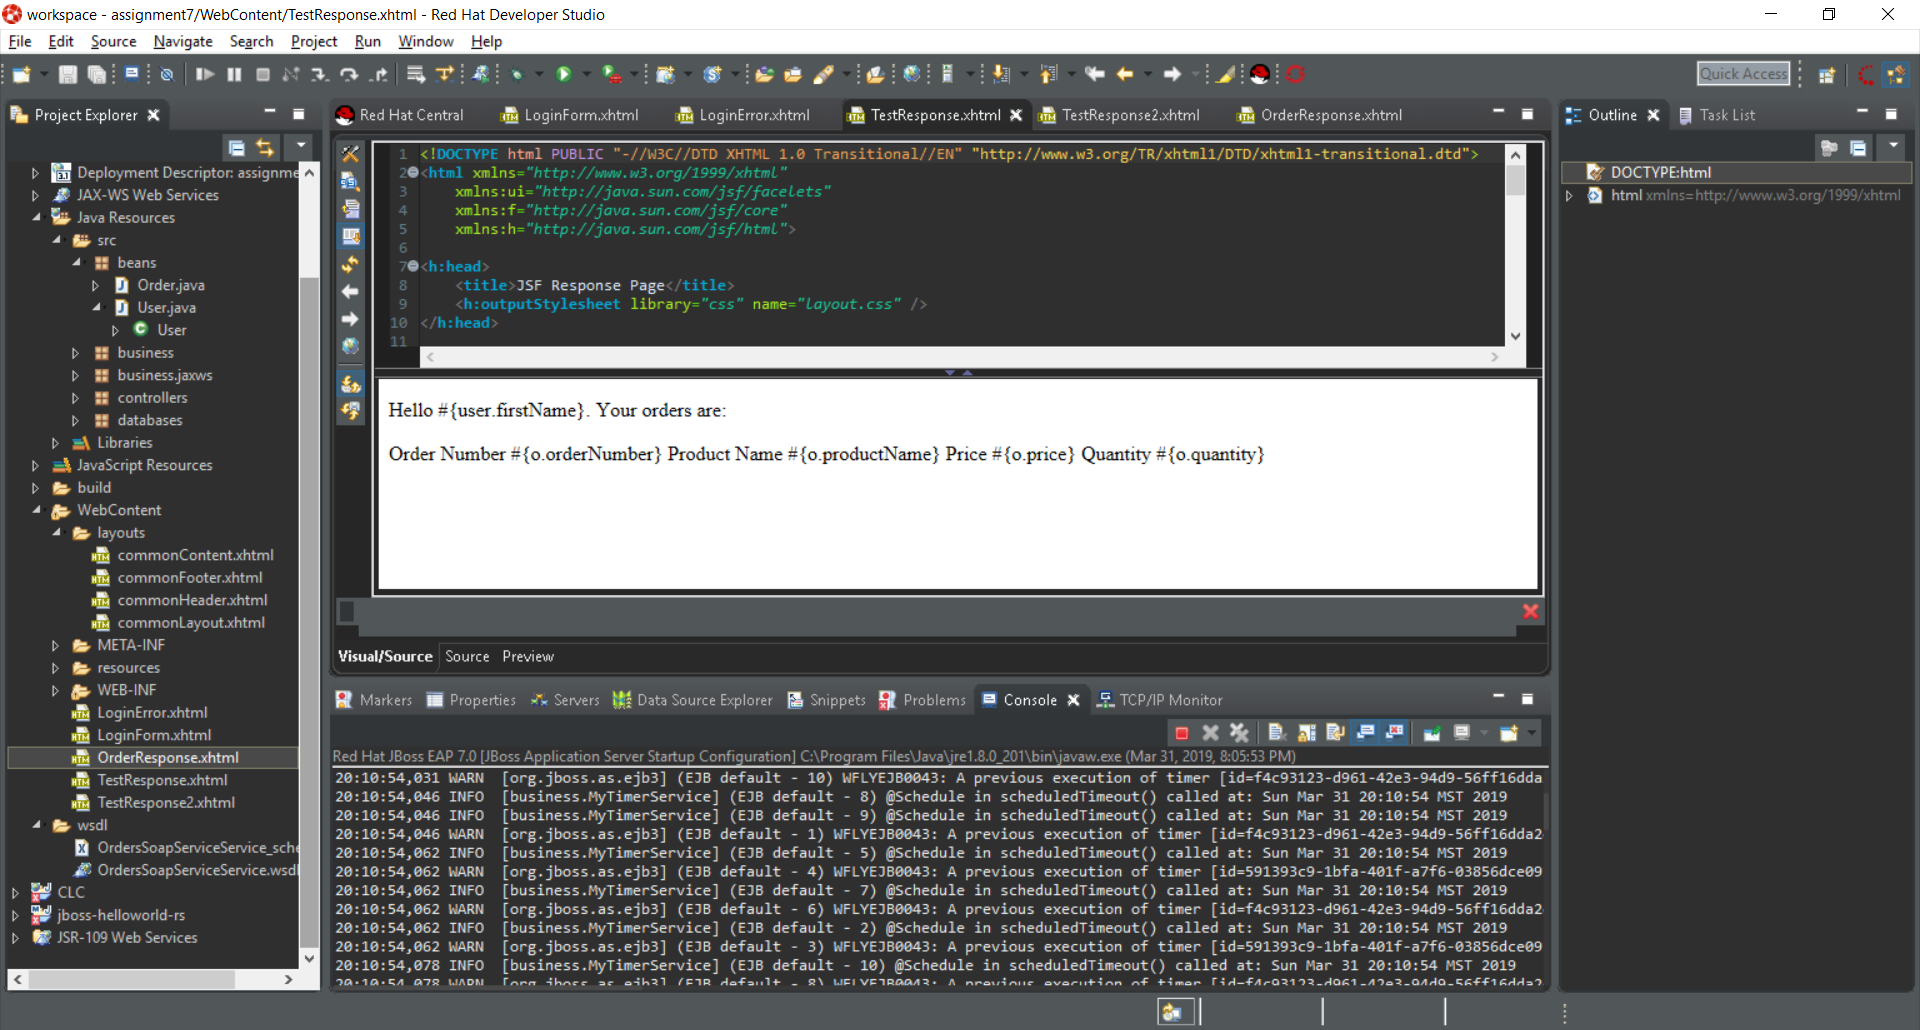 workspace - assignment7/WebContent/TestResponse.xhtml - Red Hat Developer Studio
File Edit Source Navigate Search Project Run Window Help
Quick Access
Project Explorer
Deployment Descriptor: assignme
JAX-WS Web Services
Java Resources
src
beans
Order.java
User.java
User
business
business.jaxws
controllers
databases
Libraries
JavaScript Resources
build
WebContent
layouts
commonContent.xhtml
commonFooter.xhtml
commonHeader.xhtml
commonLayout.xhtml
META-INF
resources
WEB-INF
LoginError.xhtml
LoginForm.xhtml
OrderResponse.xhtml
TestResponse.xhtml
TestResponse2.xhtml
wsdl
OrdersSoapServiceService_sche
OrdersSoapServiceService.wsdl
CLC
jboss-helloworld-rs
JSR-109 Web Services
Red Hat Central LoginForm.xhtml LoginError.xhtml TestResponse.xhtml TestResponse2.xhtml OrderResponse.xhtml
1 <!DOCTYPE html PUBLIC "-//W3C//DTD XHTML 1.0 Transitional//EN" "http://www.w3.org/TR/xhtml1/DTD/xhtml1-transitional.dtd">
2 <html xmlns="http://www.w3.org/1999/xhtml"
3 xmlns:ui="http://java.sun.com/jsf/facelets"
4 xmlns:f="http://java.sun.com/jsf/core"
5 xmlns:h="http://java.sun.com/jsf/html">
6
7 <h:head>
8 <title>JSF Response Page</title>
9 <h:outputStylesheet library="css" name="layout.css" />
10 </h:head>
11
Hello #{user.firstName}. Your orders are:
Order Number #{o.orderNumber} Product Name #{o.productName} Price #{o.price} Quantity #{o.quantity}
Visual/Source Source Preview
Markers Properties Servers Data Source Explorer Snippets Problems Console TCP/IP Monitor
Red Hat JBoss EAP 7.0 [JBoss Application Server Startup Configuration] C:\Program Files\Java\jre1.8.0_201\bin\javaw.exe (Mar 31, 2019, 8:05:53 PM)
20:10:54,031 WARN [org.jboss.as.ejb3] (EJB default - 10) WFLYEJB0043: A previous execution of timer [id=f4c93123-d961-42e3-94d9-56ff16dda
20:10:54,046 INFO [business.MyTimerService] (EJB default - 8) @Schedule in scheduledTimeout() called at: Sun Mar 31 20:10:54 MST 2019
20:10:54,046 INFO [business.MyTimerService] (EJB default - 9) @Schedule in scheduledTimeout() called at: Sun Mar 31 20:10:54 MST 2019
20:10:54,046 WARN [org.jboss.as.ejb3] (EJB default - 1) WFLYEJB0043: A previous execution of timer [id=f4c93123-d961-42e3-94d9-56ff16dda2
20:10:54,062 INFO [business.MyTimerService] (EJB default - 5) @Schedule in scheduledTimeout() called at: Sun Mar 31 20:10:54 MST 2019
20:10:54,062 WARN [org.jboss.as.ejb3] (EJB default - 4) WFLYEJB0043: A previous execution of timer [id=591393c9-1bfa-401f-a7f6-03856dce09
20:10:54,062 INFO [business.MyTimerService] (EJB default - 7) @Schedule in scheduledTimeout() called at: Sun Mar 31 20:10:54 MST 2019
20:10:54,062 WARN [org.jboss.as.ejb3] (EJB default - 6) WFLYEJB0043: A previous execution of timer [id=f4c93123-d961-42e3-94d9-56ff16dda2
20:10:54,062 INFO [business.MyTimerService] (EJB default - 2) @Schedule in scheduledTimeout() called at: Sun Mar 31 20:10:54 MST 2019
20:10:54,062 WARN [org.jboss.as.ejb3] (EJB default - 3) WFLYEJB0043: A previous execution of timer [id=591393c9-1bfa-401f-a7f6-03856dce09
20:10:54,078 INFO [business.MyTimerService] (EJB default - 10) @Schedule in scheduledTimeout() called at: Sun Mar 31 20:10:54 MST 2019
20:10:54,078 WARN [org.jboss.as.ejb3] (EJB default - 8) WFLYEJB0043: A previous execution of timer [id=f4c93123-d961-42e3-94d9-56ff16dda2
Outline Task List
DOCTYPE:html
html xmlns=http://www.w3.org/1999/xhtml